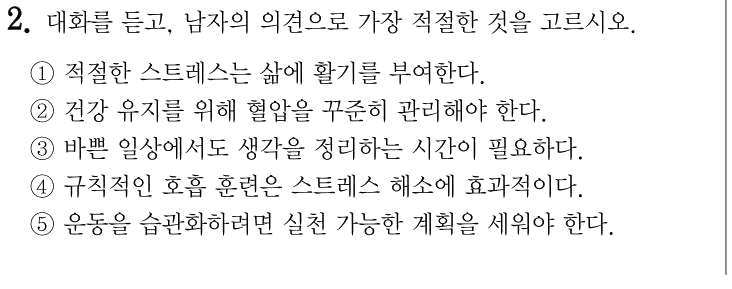 2. 대화를 듣고, 남자의 의견으로 가장 적절한 것을 고르시오.
① 적절한 스트레스는 삶에 활기를 부여한다.
② 건강 유지를 위해 혈압을 꾸준히 관리해야 한다.
③ 바쁜 일상에서도 생각을 정리하는 시간이 필요하다.
④ 규칙적인 호흡 훈련은 스트레스 해소에 효과적이다.
⑤ 운동을 습관화하려면 실천 가능한 계획을 세워야 한다.